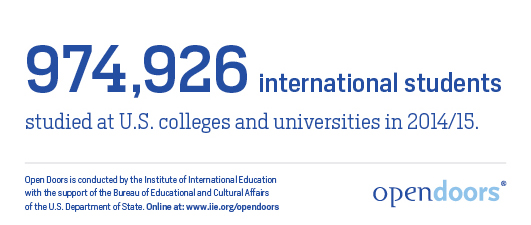 974,926 international students
studied at U.S. colleges and universities in 2014/15.
Open Doors is conducted by the Institute of International Education
with the support of the Bureau of Educational and Cultural Affairs
of the U.S. Department of State. Online at: www.iie.org/opendoors
opendoors®